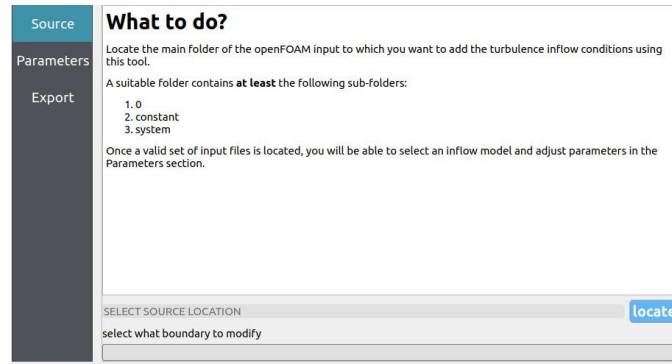 Source
Parameters
Export
What to do?
Locate the main folder of the openFOAM input to which you want to add the turbulence inflow conditions using
this tool.
A suitable folder contains at least the following sub-folders:
1. 0
2. constant
3. system
Once a valid set of input files is located, you will be able to select an inflow model and adjust parameters in the
Parameters section.
SELECT SOURCE LOCATION
locate
select what boundary to modify